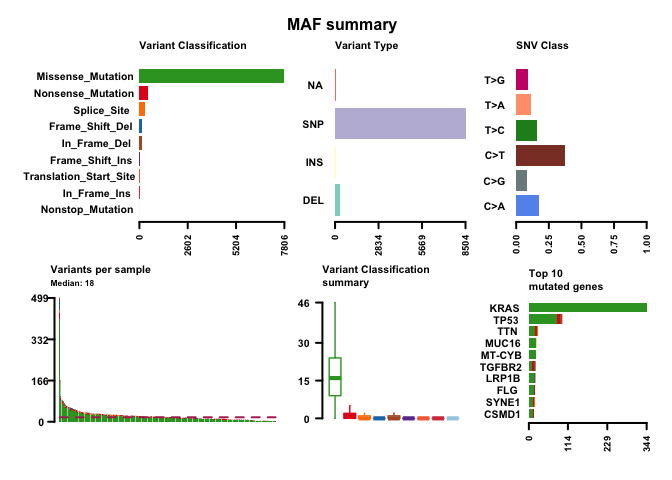 MAF summary
Variant Classification
Missense_Mutation
Nonsense_Mutation
Splice_Site
Frame_Shift_Del
In_Frame_Del
Frame_Shift_Ins
Translation_Start_Site
In_Frame_Ins
Nonstop_Mutation
0
2602
5204
7806
Variant Type
NA
SNP
INS
DEL
0
2834
5669
8504
SNV Class
T>G
T>A
T>C
C>T
C>G
C>A
0.00
0.25
0.50
0.75
1.00
Variants per sample
Median: 18
499
332
166
0
Variant Classification
summary
46
30
15
0
Top 10
mutated genes
KRAS
TP53
TTN
MUC16
MT-CYB
TGFBR2
LRP1B
FLG
SYNE1
CSMD1
0
114
229
344